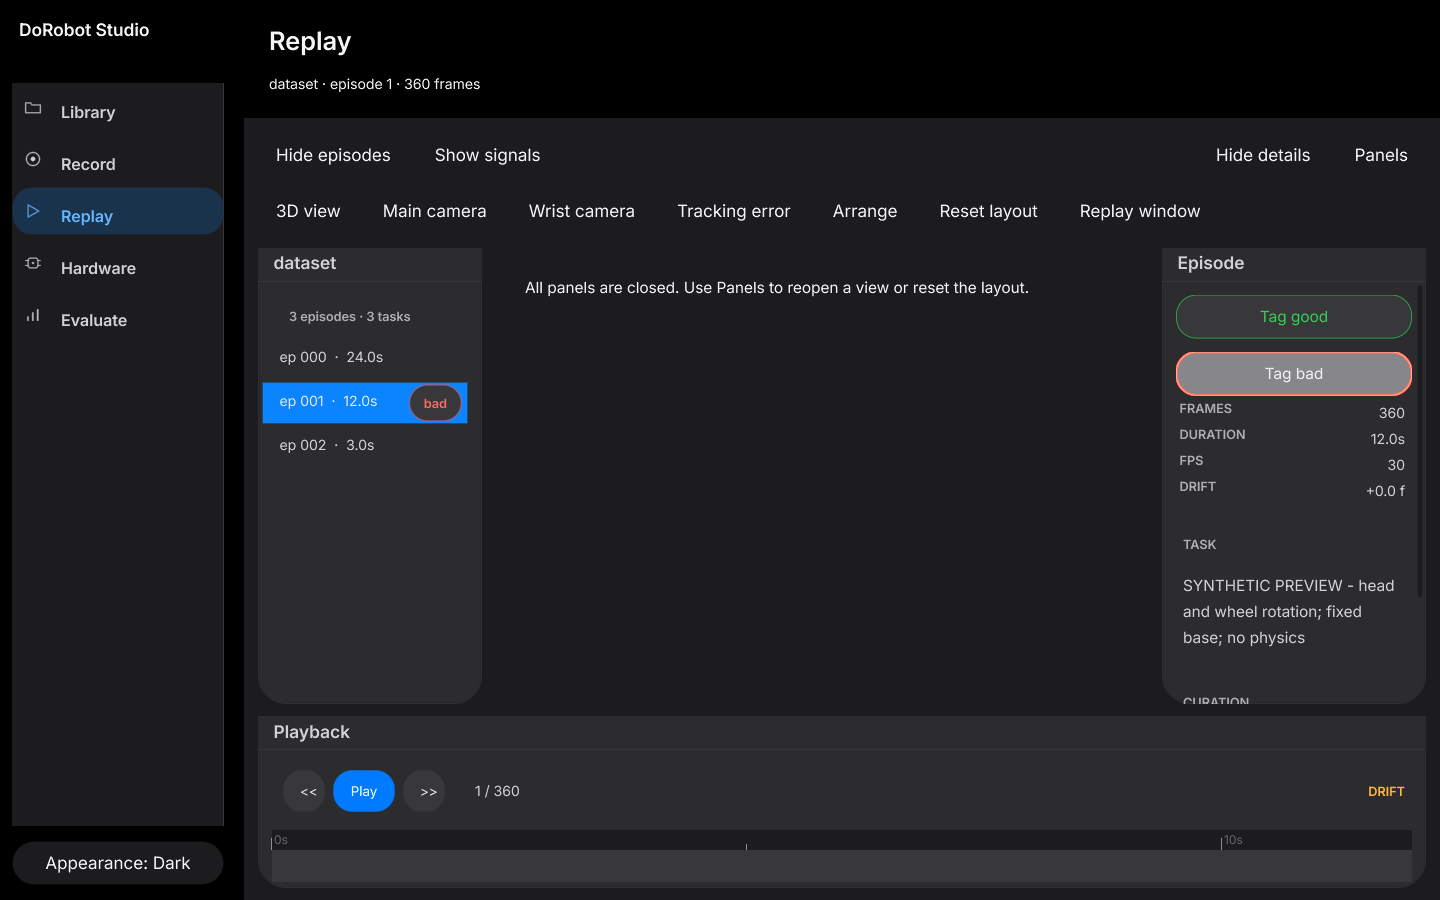 DoRobot Studio
Library
Record
Replay
Hardware
Evaluate
Appearance: Dark
Replay
dataset · episode 1 · 360 frames
Hide episodes
Show signals
Hide details
Panels
3D view
Main camera
Wrist camera
Tracking error
Arrange
Reset layout
Replay window
dataset
3 episodes · 3 tasks
ep 000 · 24.0s
ep 001 · 12.0s
bad
ep 002 · 3.0s
All panels are closed. Use Panels to reopen a view or reset the layout.
Episode
Tag good
Tag bad
FRAMES 360
DURATION 12.0s
FPS 30
DRIFT +0.0 f
TASK
SYNTHETIC PREVIEW - head
and wheel rotation; fixed
base; no physics
CURATION
Playback
<<
Play
>>
1 / 360
DRIFT
0s
10s